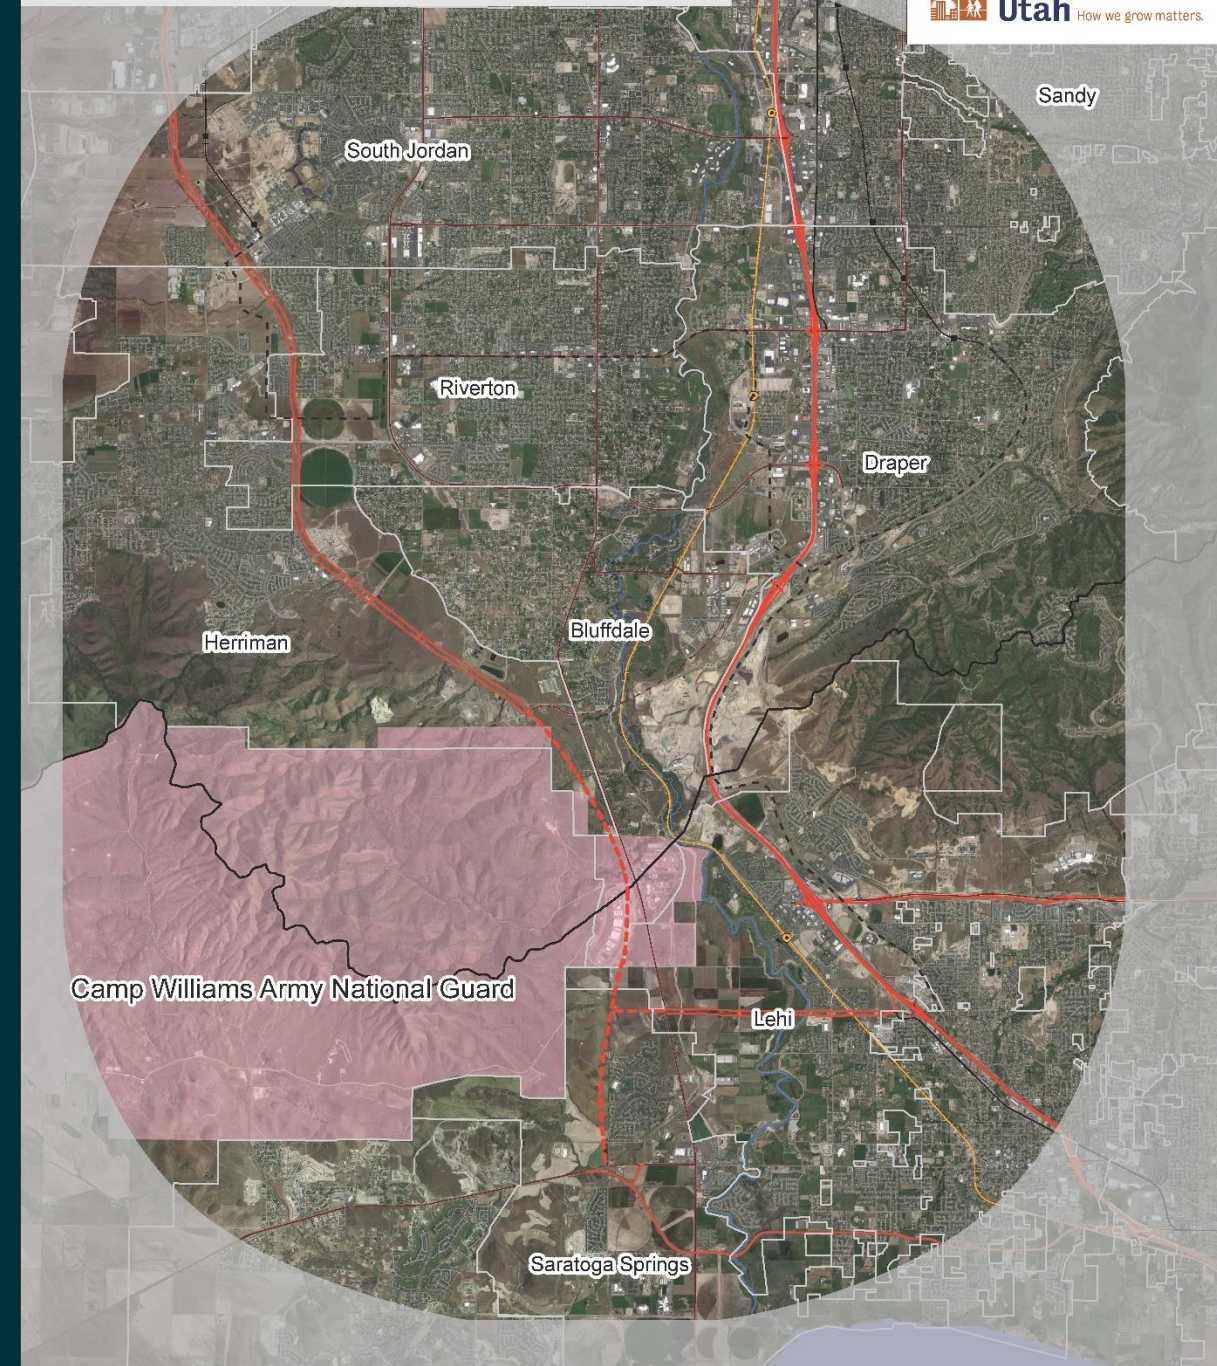 Utah How we grow matters.
Sandy
South Jordan
Riverton
Draper
Bluffdale
Herriman
Camp Williams Army National Guard
Lehi
Saratoga Springs